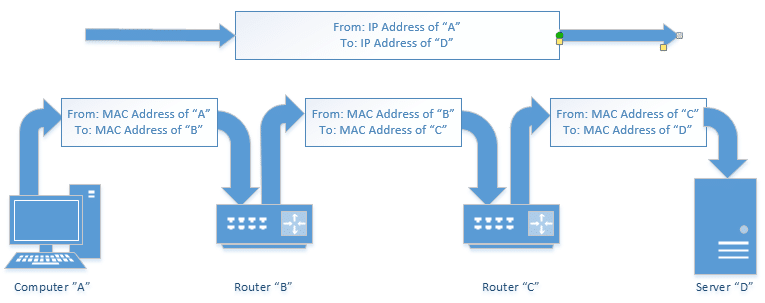 From: IP Address of “A”
To: IP Address of “D”
From: MAC Address of “A”
To: MAC Address of “B”
From: MAC Address of “B”
To: MAC Address of “C”
From: MAC Address of “C”
To: MAC Address of “D”
Computer ”A”
Router “B”
Router “C”
Server “D”